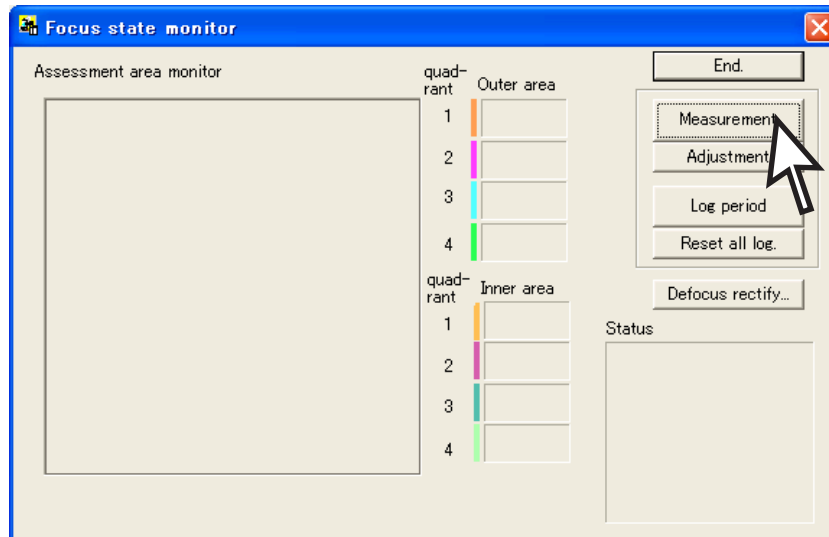 Focus state monitor
Assessment area monitor
quad-
rant
Outer area
1
2
3
4
quad-
rant
Inner area
1
2
3
4
End.
Measurement
Adjustment
Log period
Reset all log.
Defocus rectify...
Status